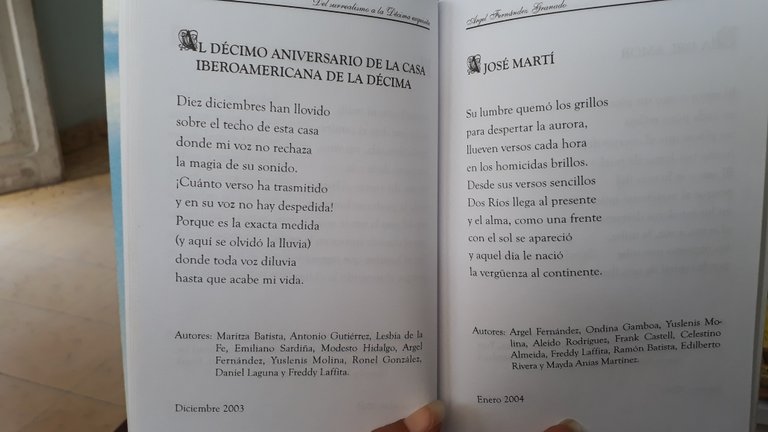 Del surrealismo a la Décima exquisita
AL DÉCIMO ANIVERSARIO DE LA CASA
IBEROAMERICANA DE LA DÉCIMA
Diez diciembres han llovido
sobre el techo de esta casa
donde mi voz no rechaza
la magia de su sonido.
¡Cuánto verso ha trasmitido
y en su voz no hay despedida!
Porque es la exacta medida
(y aquí se olvidó la lluvia)
donde toda voz diluvia
hasta que acabe mi vida.
Autores: Maritza Batista, Antonio Gutiérrez, Lesbia de la
Fe, Emiliano Sardiña, Modesto Hidalgo, Argel
Fernández, Yuslenis Molina, Ronel González,
Daniel Laguna y Freddy Laffita.
Diciembre 2003
Argel Fernández Granado
A JOSÉ MARTÍ
Su lumbre quemó los grillos
para despertar la aurora,
llueven versos cada hora
en los homicidas brillos.
Desde sus versos sencillos
Dos Ríos llega al presente
y el alma, como una frente
con el sol se apareció
y aquel día le nació
la vergüenza al continente.
Autores: Argel Fernández, Ondina Gamboa, Yuslenis Mo-
lina, Aleido Rodríguez, Frank Castell, Celestino
Almeida, Freddy Laffita, Ramón Batista, Edilberto
Rivera y Mayda Anias Martínez.
Enero 2004